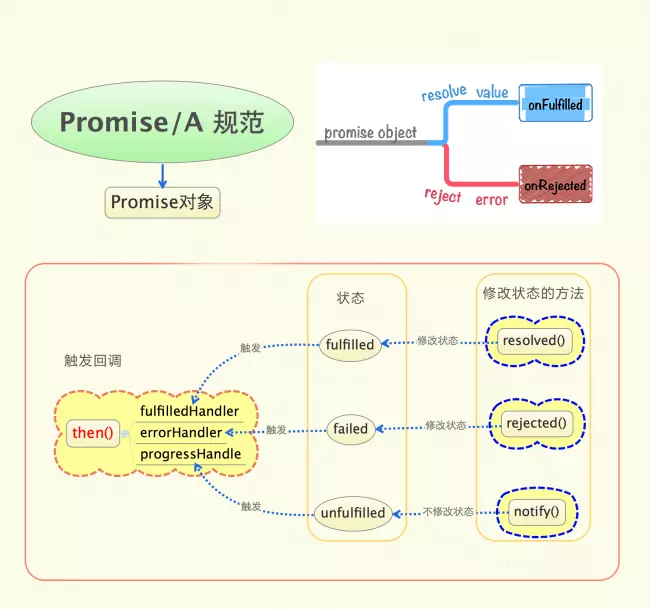 Promise/A 规范
Promise对象
resolve value
onFulfilled
promise object
reject error
onRejected
状态
修改状态的方法
触发回调
触发
fulfilled
修改状态
resolved()
then()
fulfilledHandler
errorHandler
progressHandle
触发
failed
修改状态
rejected()
触发
unfulfilled
不修改状态
notify()